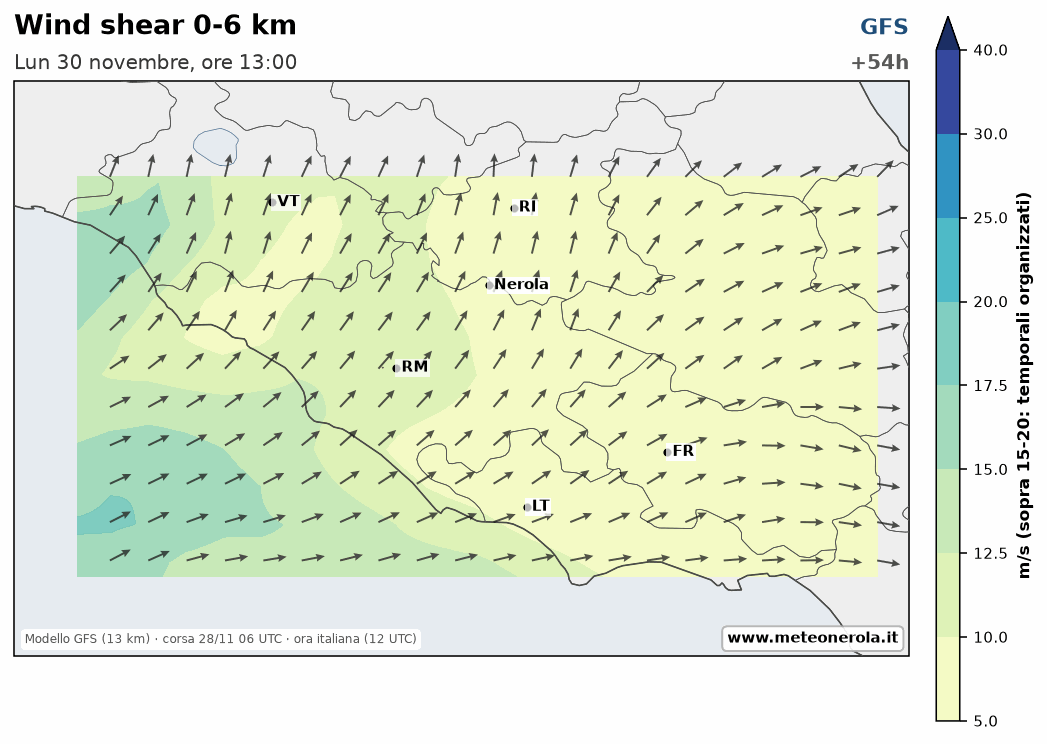 Wind shear 0-6 km
GFS
Lun 30 novembre, ore 13:00
+54h
VT
RI
Nerola
RM
FR
LT
Modello GFS (13 km) · corsa 28/11 06 UTC · ora italiana (12 UTC)
www.meteonerola.it
40.0
30.0
25.0
20.0
17.5
15.0
12.5
10.0
5.0
m/s (sopra 15-20: temporali organizzati)